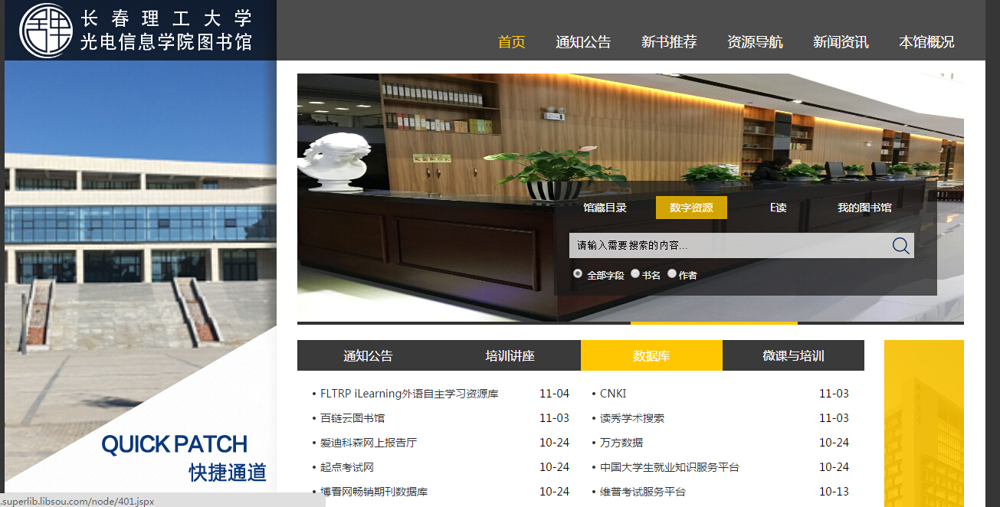 长春理工大学
光电信息学院图书馆
首页 通知公告 新书推荐 资源导航 新闻资讯 本馆概况
馆藏目录 数字资源 E读 我的图书馆
请输入需要搜索的内容...
全部字段 书名 作者
通知公告 培训讲座 数据库 微课与培训
• FLTRP iLearning外语自主学习资源库 11-04 • CNKI 11-03
• 百链云图书馆 11-03 • 读秀学术搜索 11-03
• 爱迪科森网上报告厅 10-24 • 万方数据 10-24
• 起点考试网 10-24 • 中国大学生就业知识服务平台 10-24
• 博看网畅销期刊数据库 10-24 • 维普考试服务平台 10-13
QUICK PATCH
快捷通道
.superlib.libsou.com/node/401.jspx